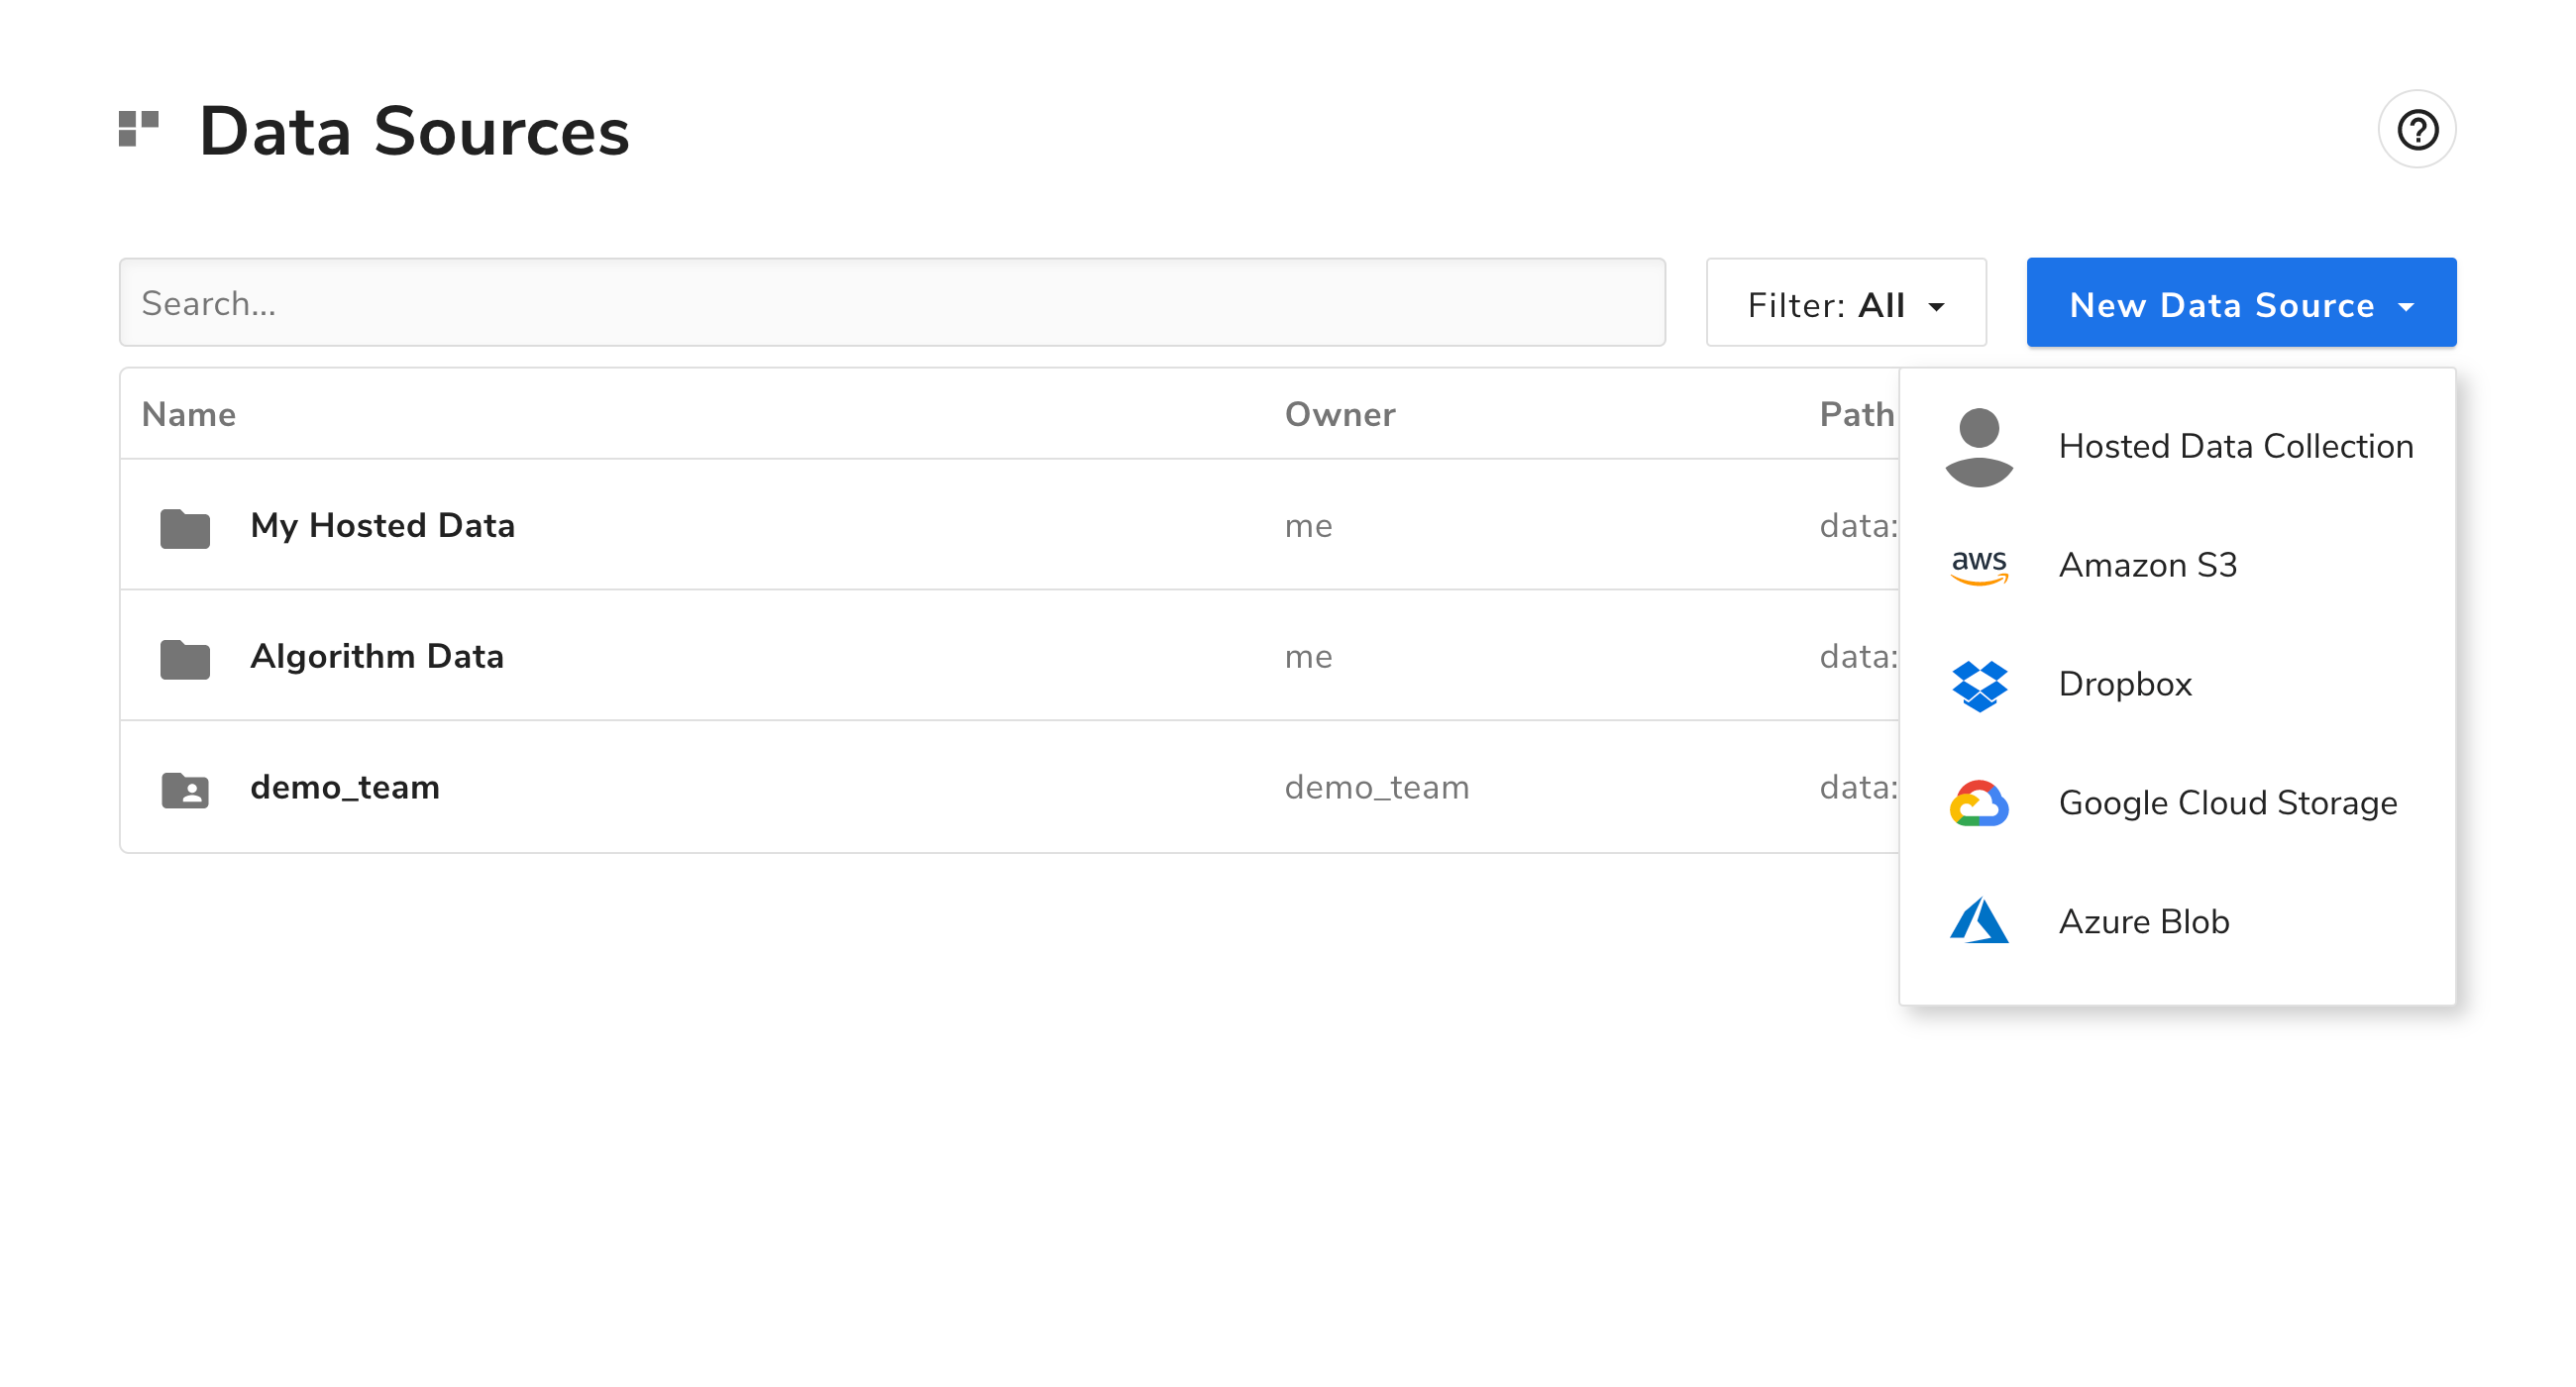 Data Sources
Search...
Filter: All
New Data Source
Name Owner Path
My Hosted Data me data:
Algorithm Data me data:
demo_team demo_team data:
Hosted Data Collection
aws Amazon S3
Dropbox
Google Cloud Storage
Azure Blob